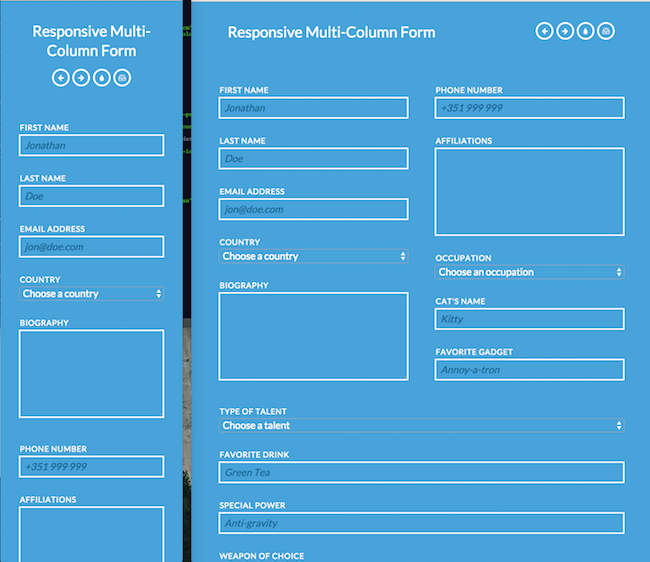 Responsive Multi-
Column Form
FIRST NAME
Jonathan
LAST NAME
Doe
EMAIL ADDRESS
jon@doe.com
COUNTRY
Choose a country
BIOGRAPHY
PHONE NUMBER
+351 999 999
AFFILIATIONS
Responsive Multi-Column Form
FIRST NAME
Jonathan
LAST NAME
Doe
EMAIL ADDRESS
jon@doe.com
COUNTRY
Choose a country
BIOGRAPHY
PHONE NUMBER
+351 999 999
AFFILIATIONS
OCCUPATION
Choose an occupation
CAT'S NAME
Kitty
FAVORITE GADGET
Annoy-a-tron
TYPE OF TALENT
Choose a talent
FAVORITE DRINK
Green Tea
SPECIAL POWER
Anti-gravity
WEAPON OF CHOICE